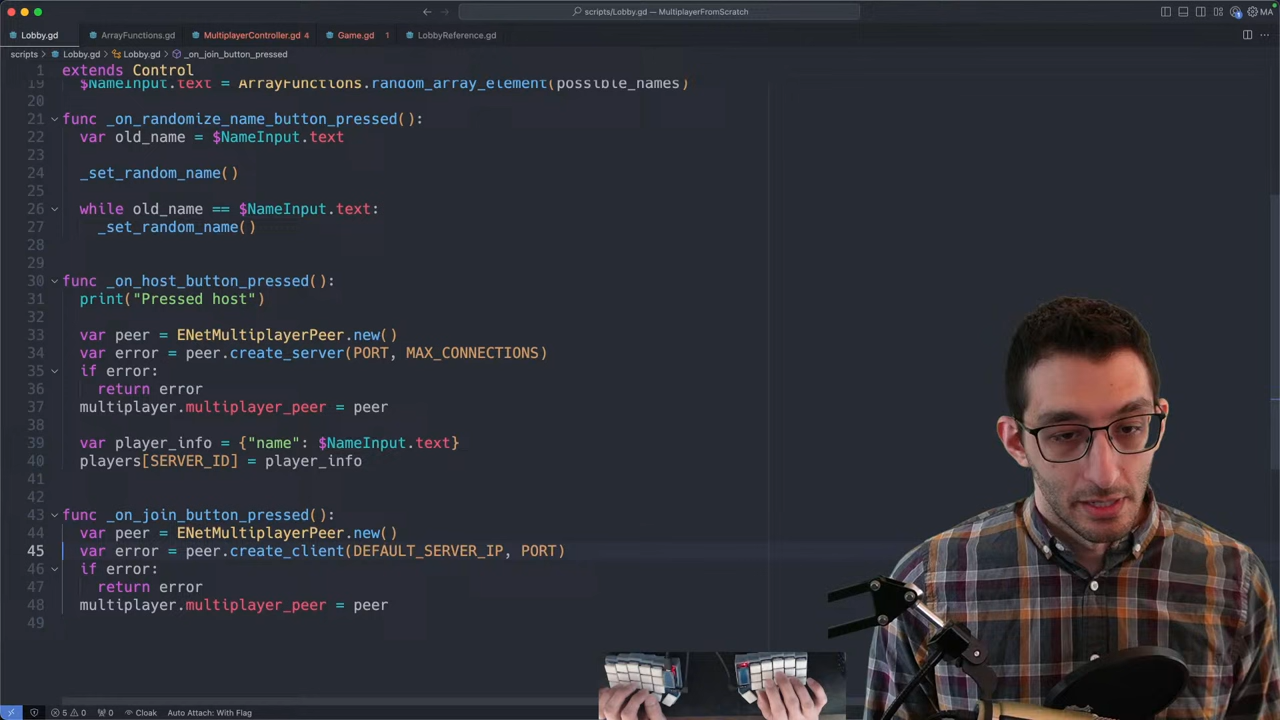 scripts/Lobby.gd — MultiplayerFromScratch
MA
Lobby.gd
ArrayFunctions.gd
MultiplayerController.gd 4
Game.gd 1
LobbyReference.gd
scripts > Lobby.gd > Lobby.gd > _on_join_button_pressed
1 extends Control
19 $NameInput.text = ArrayFunctions.random_array_element(possible_names)
20
21 func _on_randomize_name_button_pressed():
22 var old_name = $NameInput.text
23
24 _set_random_name()
25
26 while old_name == $NameInput.text:
27 _set_random_name()
28
29
30 func _on_host_button_pressed():
31 print("Pressed host")
32
33 var peer = ENetMultiplayerPeer.new()
34 var error = peer.create_server(PORT, MAX_CONNECTIONS)
35 if error:
36 return error
37 multiplayer.multiplayer_peer = peer
38
39 var player_info = {"name": $NameInput.text}
40 players[SERVER_ID] = player_info
41
42
43 func _on_join_button_pressed():
44 var peer = ENetMultiplayerPeer.new()
45 var error = peer.create_client(DEFAULT_SERVER_IP, PORT)
46 if error:
47 return error
48 multiplayer.multiplayer_peer = peer
49
5 0 0 Cloak Auto Attach: With Flag